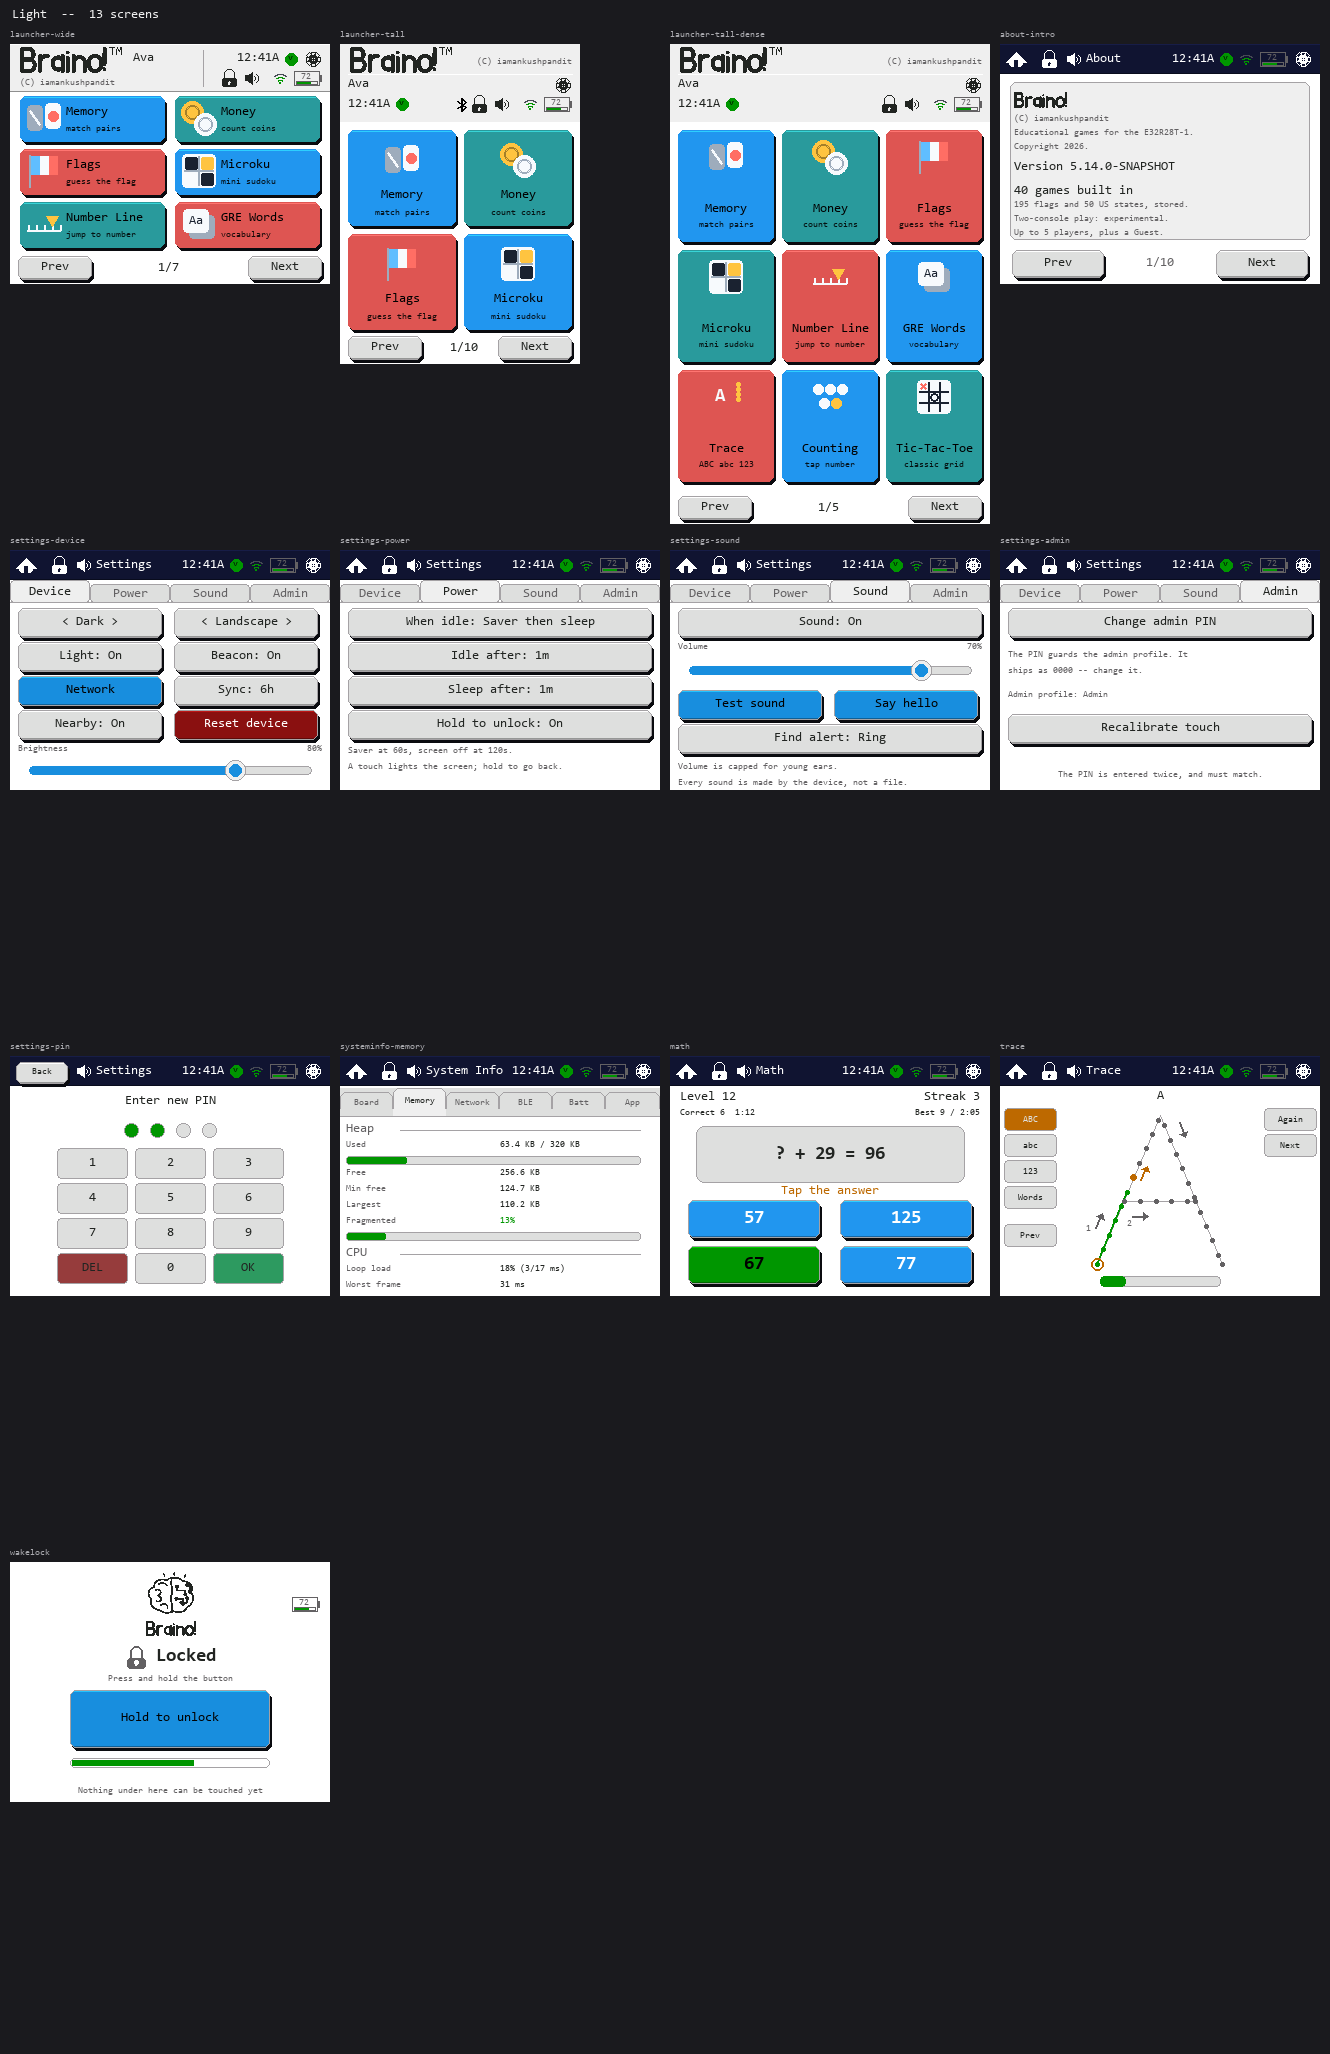 Light -- 13 screens
launcher-wide
Braino!™ Ava 12:41A
(C) iamankushpandit 72
Memory
match pairs
Money
count coins
Flags
guess the flag
Microku
mini sudoku
Number Line
jump to number
Aa
GRE Words
vocabulary
Prev 1/7 Next
launcher-tall
Braino!™ (C) iamankushpandit
Ava
12:41A 72
Memory
match pairs
Money
count coins
Flags
guess the flag
Microku
mini sudoku
Prev 1/10 Next
launcher-tall-dense
Braino!™ (C) iamankushpandit
Ava
12:41A 72
Memory
match pairs
Money
count coins
Flags
guess the flag
Microku
mini sudoku
Number Line
jump to number
Aa
GRE Words
vocabulary
A
Trace
ABC abc 123
Counting
tap number
Tic-Tac-Toe
classic grid
Prev 1/5 Next
about-intro
About 12:41A 72
Braino!
(C) iamankushpandit
Educational games for the E32R28T-1.
Copyright 2026.
Version 5.14.0-SNAPSHOT
40 games built in
195 flags and 50 US states, stored.
Two-console play: experimental.
Up to 5 players, plus a Guest.
Prev 1/10 Next
settings-device
Settings 12:41A 72
Device Power Sound Admin
< Dark > < Landscape >
Light: On Beacon: On
Network Sync: 6h
Nearby: On Reset device
Brightness 80%
settings-power
Settings 12:41A 72
Device Power Sound Admin
When idle: Saver then sleep
Idle after: 1m
Sleep after: 1m
Hold to unlock: On
Saver at 60s, screen off at 120s.
A touch lights the screen; hold to go back.
settings-sound
Settings 12:41A 72
Device Power Sound Admin
Sound: On
Volume 70%
Test sound Say hello
Find alert: Ring
Volume is capped for young ears.
Every sound is made by the device, not a file.
settings-admin
Settings 12:41A 72
Device Power Sound Admin
Change admin PIN
The PIN guards the admin profile. It
ships as 0000 -- change it.
Admin profile: Admin
Recalibrate touch
The PIN is entered twice, and must match.
settings-pin
Back Settings 12:41A 72
Enter new PIN
1 2 3
4 5 6
7 8 9
DEL 0 OK
systeminfo-memory
System Info 12:41A 72
Board Memory Network BLE Batt App
Heap
Used 63.4 KB / 320 KB
Free 256.6 KB
Min free 124.7 KB
Largest 110.2 KB
Fragmented 13%
CPU
Loop load 18% (3/17 ms)
Worst frame 31 ms
math
Math 12:41A 72
Level 12 Streak 3
Correct 6 1:12 Best 9 / 2:05
? + 29 = 96
Tap the answer
57 125
67 77
trace
Trace 12:41A 72
A
ABC Again
abc Next
123
Words
Prev
1 2
wakelock
72
Braino!
Locked
Press and hold the button
Hold to unlock
Nothing under here can be touched yet